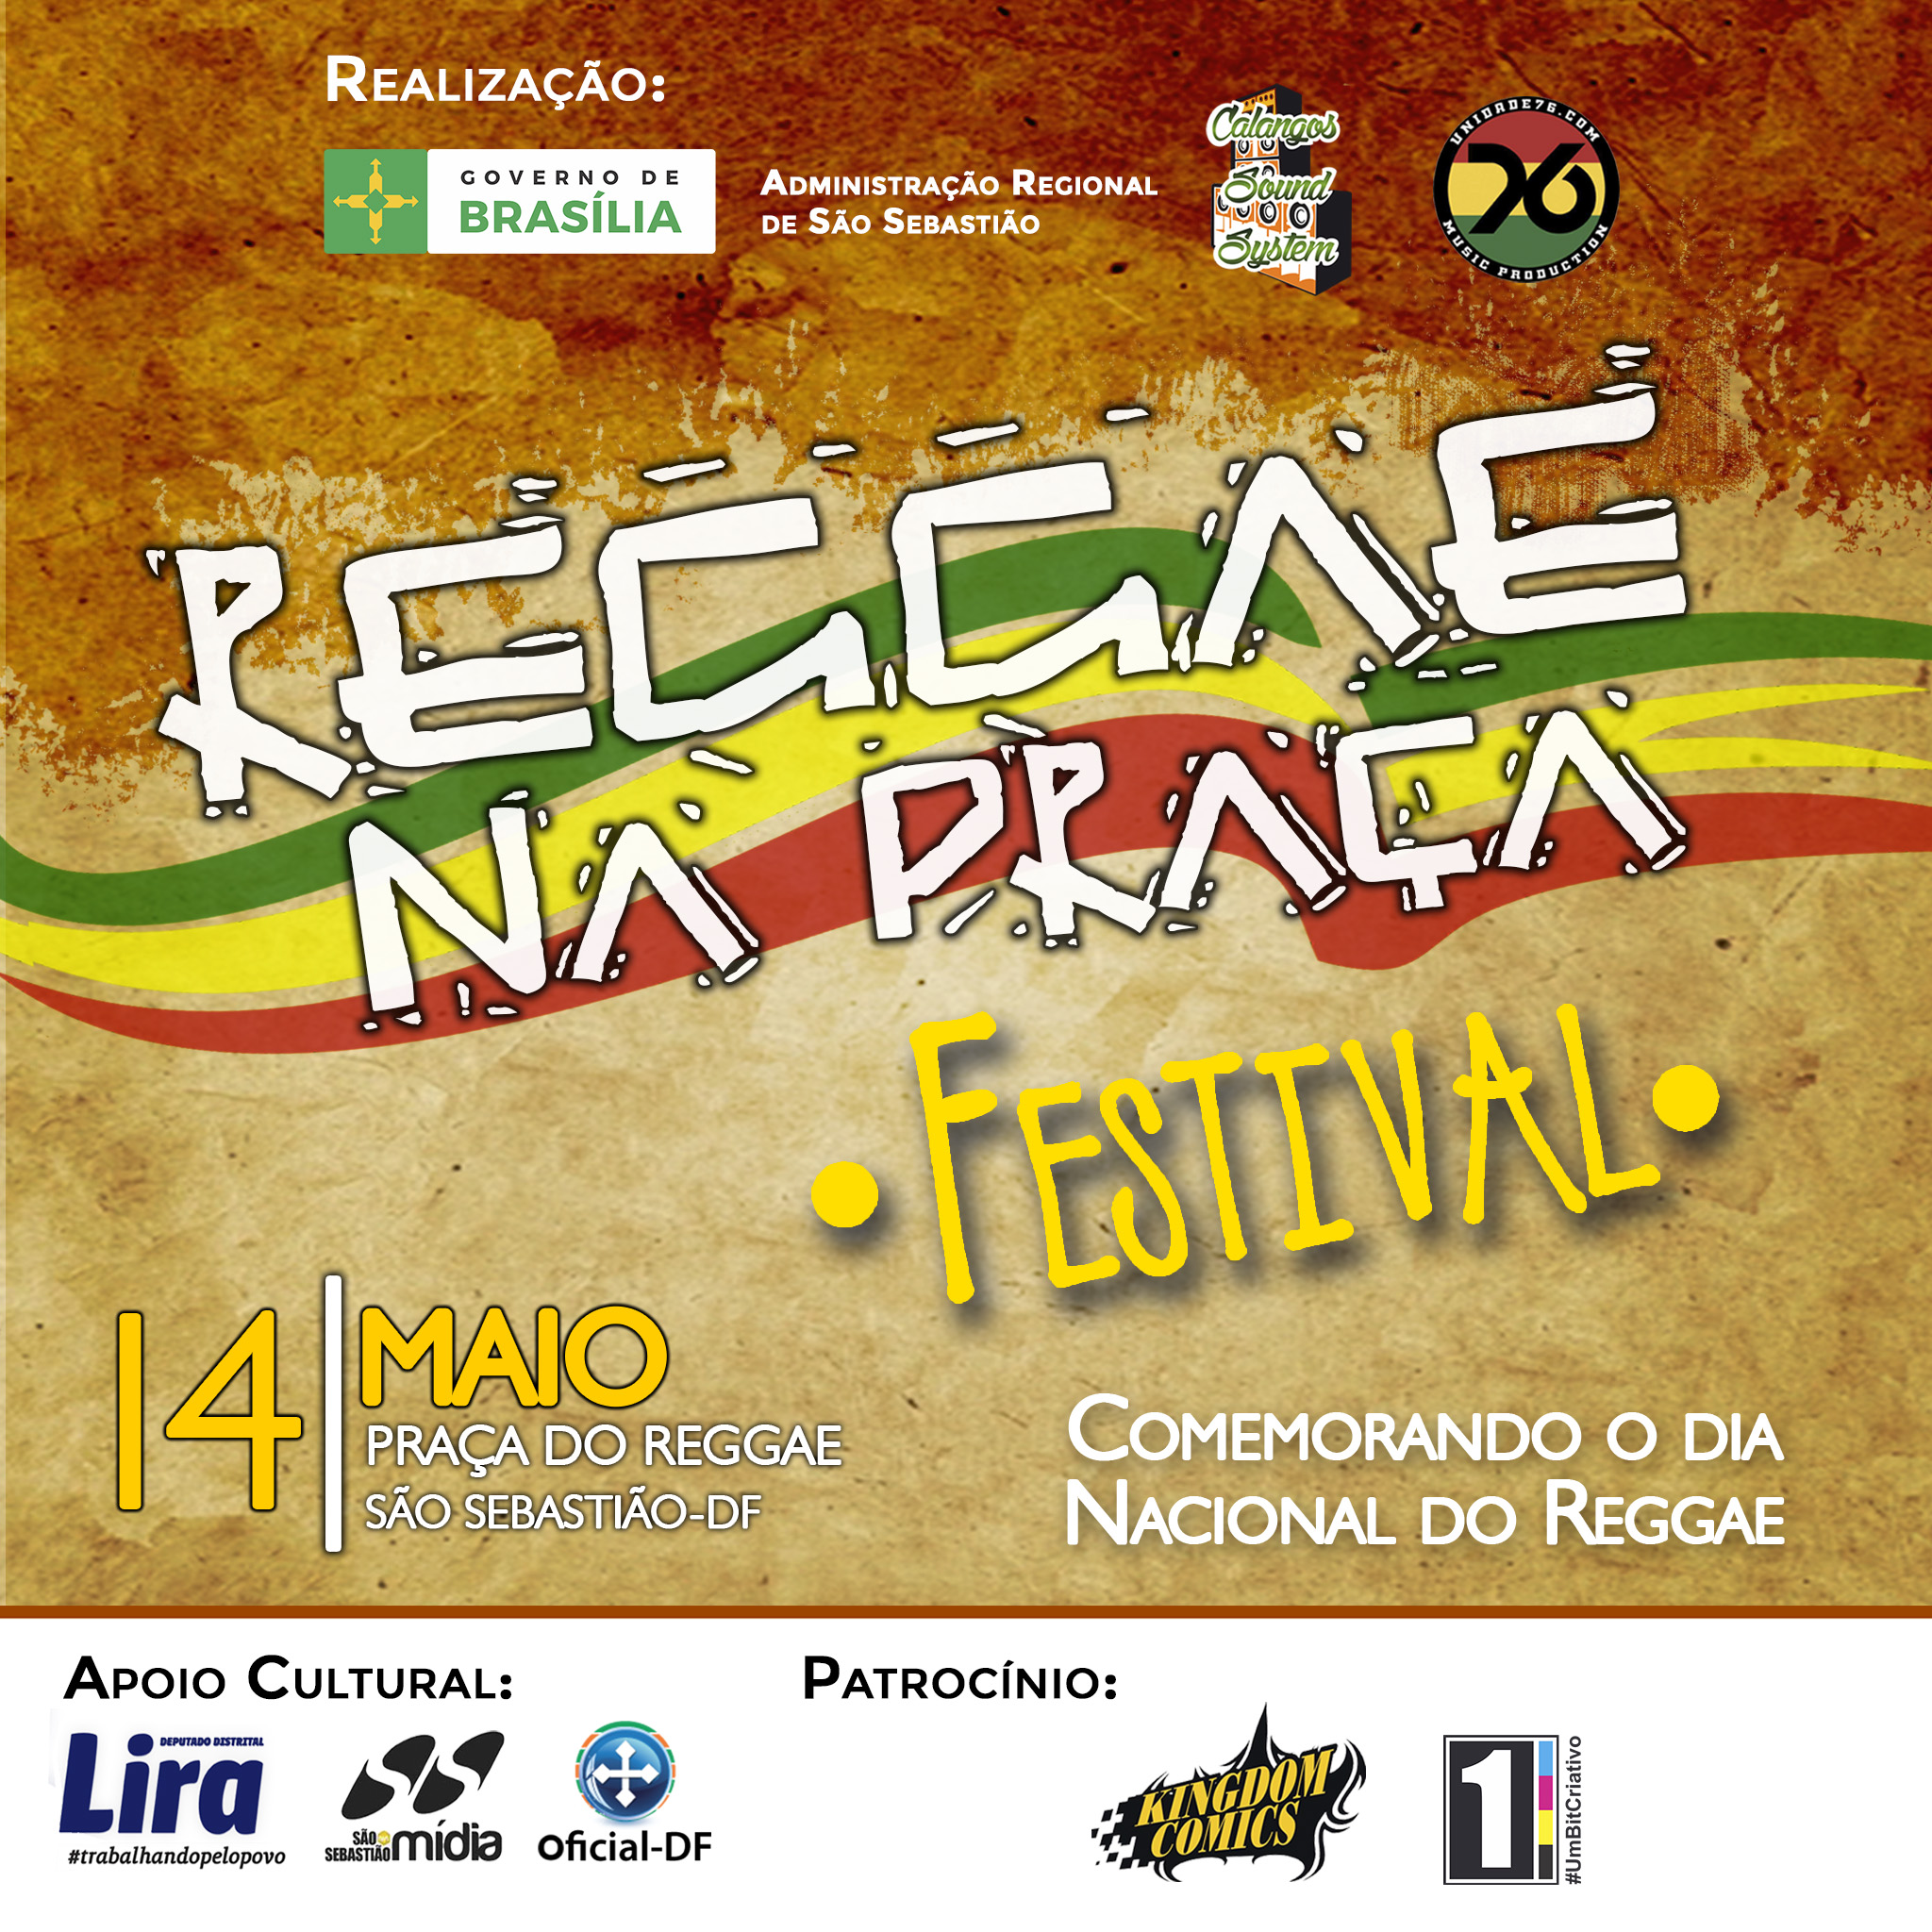 Realização:
GOVERNO DE
BRASÍLIA
Administração Regional
de São Sebastião
Calangos
Sound
System
UNIDADE76.COM
76
MUSIC PRODUCTION
REGGAE
NA PRAÇA
• Festival •
14
MAIO
PRAÇA DO REGGAE
SÃO SEBASTIÃO-DF
Comemorando o dia
Nacional do Reggae
Apoio Cultural:
DEPUTADO DISTRITAL
Lira
#trabalhandopelopovo
SÃO
SEBASTIÃO mídia
oficial-DF
Patrocínio:
KINGDOM
COMICS
1
#UmBitCriativo